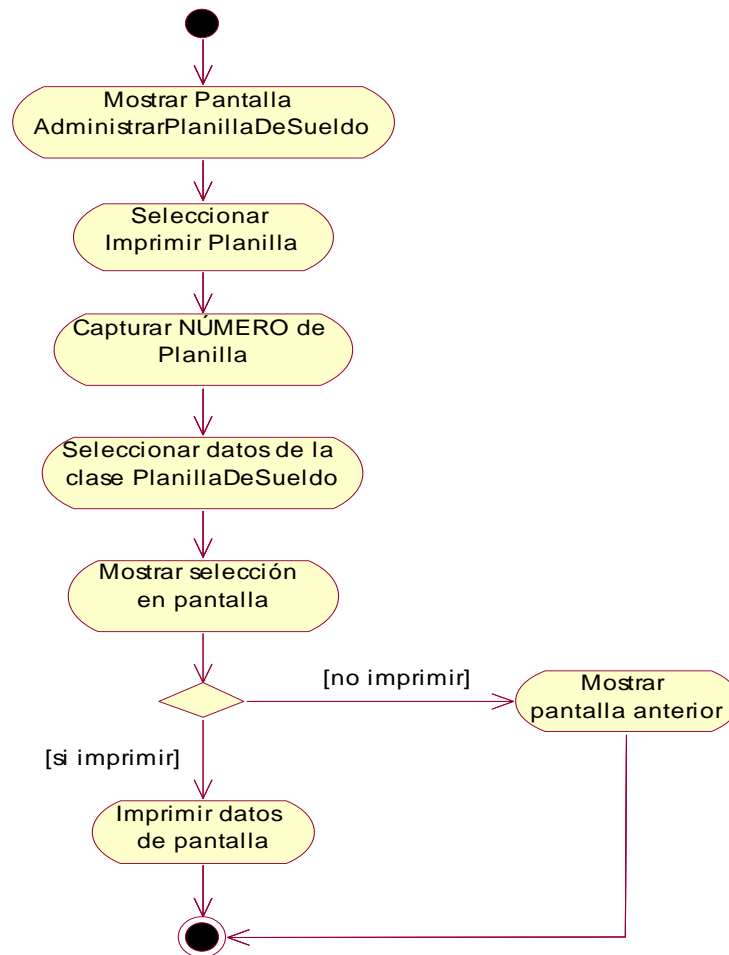 Mostrar Pantalla
AdministrarPlanillaDeSueldo
Seleccionar
Imprimir Planilla
Capturar NÚMERO de
Planilla
Seleccionar datos de la
clase PlanillaDeSueldo
Mostrar selección
en pantalla
[no imprimir]
Mostrar
pantalla anterior
[si imprimir]
Imprimir datos
de pantalla